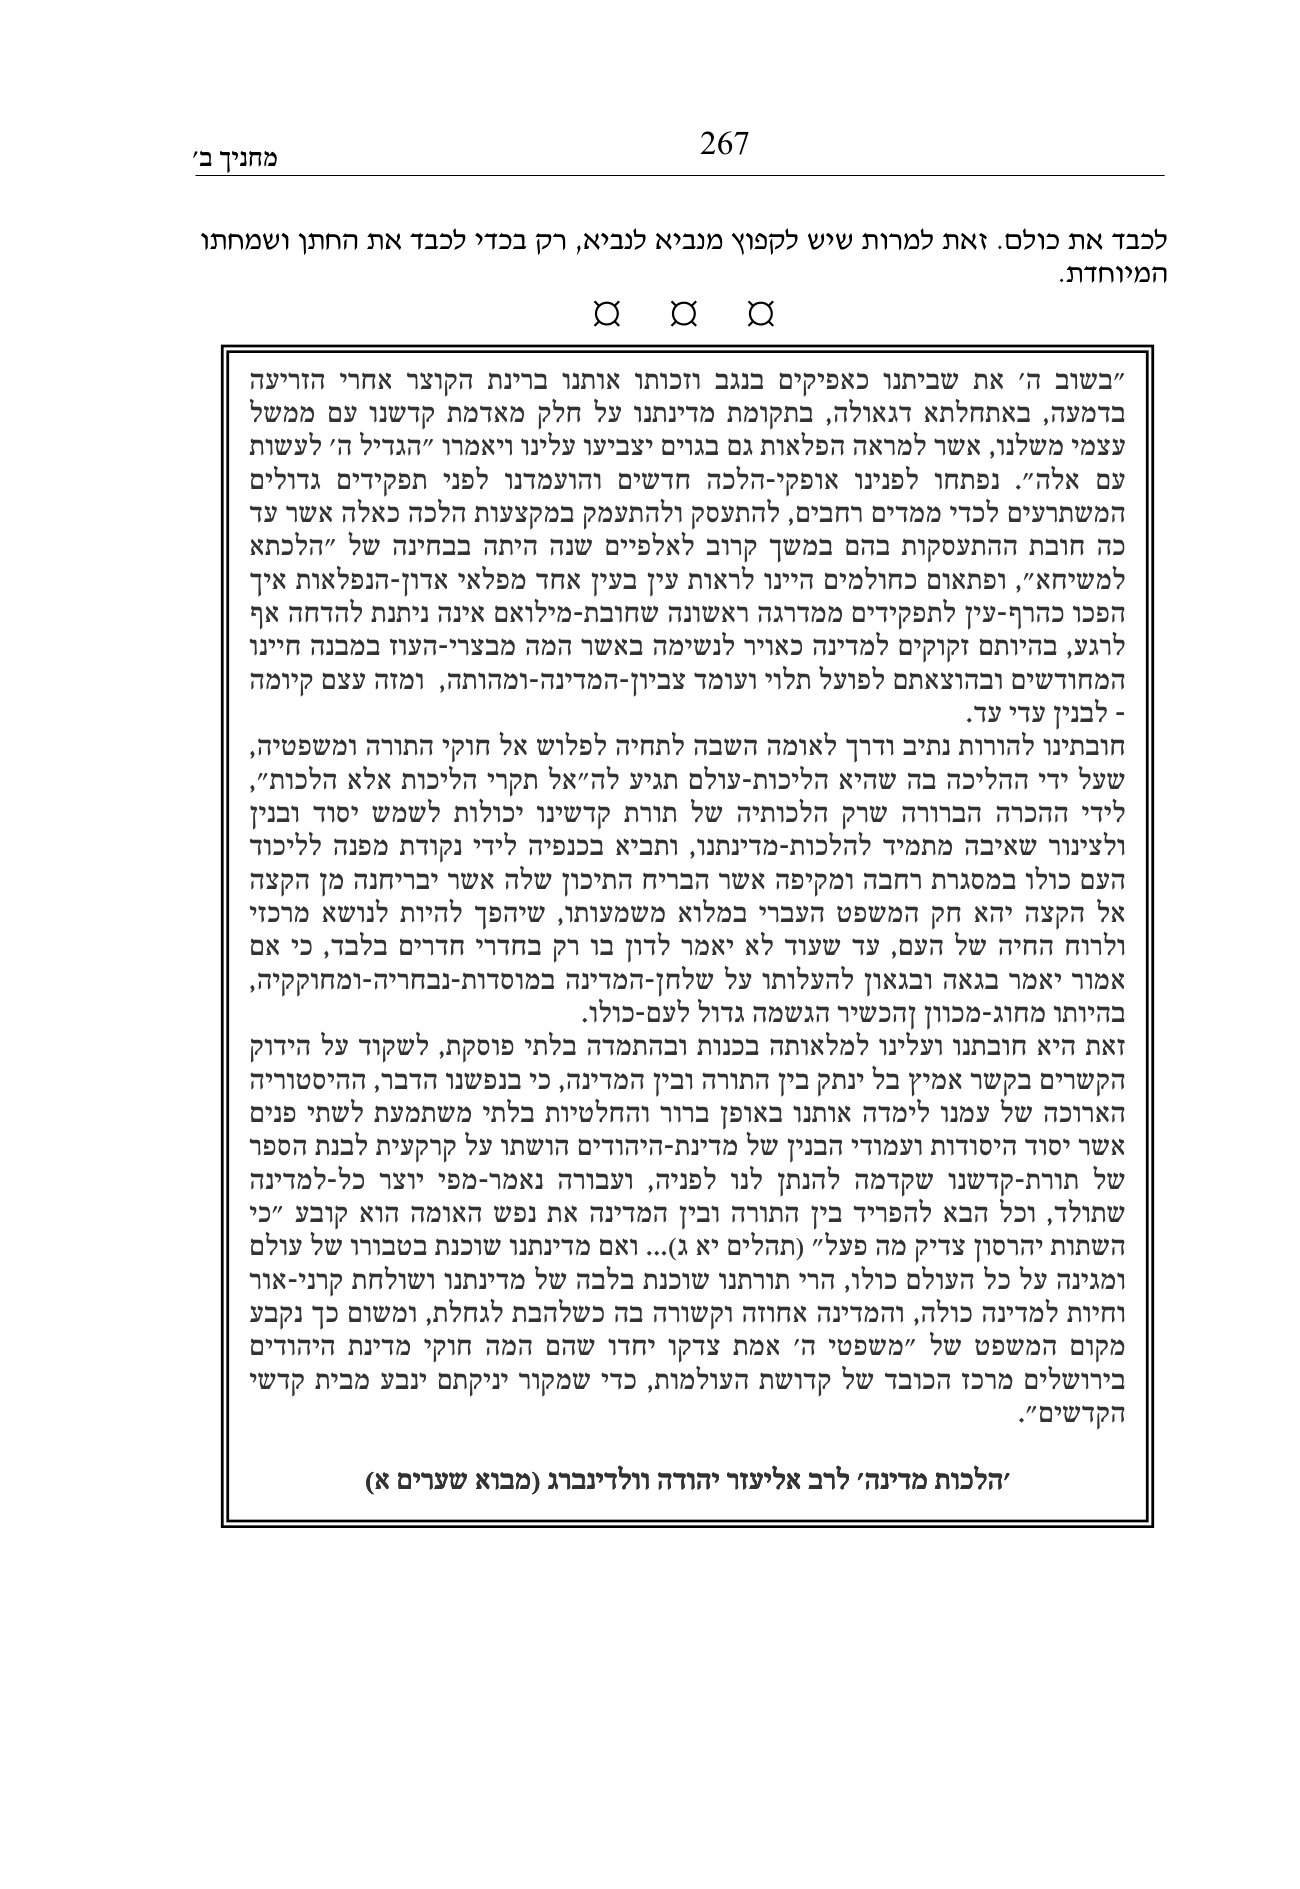 267
מחניך ב׳
לכבד את כולם. זאת למרות שיש לקפוץ מנביא לנביא, רק בכדי לכבד את החתן ושמחתו
המיוחדת.
¤ ¤ ¤
״בשוב ה׳ את שביתנו כאפיקים בנגב וזכותו אותנו ברינת הקוצר אחרי הזריעה
בדמעה, באתחלתא דגאולה, בתקומת מדינתנו על חלק מאדמת קדשנו עם ממשל
עצמי משלנו, אשר למראה הפלאות גם בגוים יצביעו עלינו ויאמרו ״הגדיל ה׳ לעשות
עם אלה״. נפתחו לפנינו אופקי-הלכה חדשים והועמדנו לפני תפקידים גדולים
המשתרעים לכדי ממדים רחבים, להתעסק ולהתעמק במקצעות הלכה כאלה אשר עד
כה חובת ההתעסקות בהם במשך קרוב לאלפיים שנה היתה בבחינה של ״הלכתא
למשיחא״, ופתאום כחולמים היינו לראות עין בעין אחד מפלאי אדון-הנפלאות איך
הפכו כהרף-עין לתפקידים ממדרגה ראשונה שחובת-מילואם אינה ניתנת להדחה אף
לרגע, בהיותם זקוקים למדינה כאויר לנשימה באשר המה מבצרי-העוז במבנה חיינו
המחודשים ובהוצאתם לפועל תלוי ועומד צביון-המדינה-ומהותה, ומזה עצם קיומה
- לבנין עדי עד.
חובתינו להורות נתיב ודרך לאומה השבה לתחיה לפלוש אל חוקי התורה ומשפטיה,
שעל ידי ההליכה בה שהיא הליכות-עולם תגיע לה״אל תקרי הליכות אלא הלכות״,
לידי ההכרה הברורה שרק הלכותיה של תורת קדשינו יכולות לשמש יסוד ובנין
ולצינור שאיבה מתמיד להלכות-מדינתנו, ותביא בכנפיה לידי נקודת מפנה לליכוד
העם כולו במסגרת רחבה ומקיפה אשר הבריח התיכון שלה אשר יבריחנה מן הקצה
אל הקצה יהא חק המשפט העברי במלוא משמעותו, שיהפך להיות לנושא מרכזי
ולרוח החיה של העם, עד שעוד לא יאמר לדון בו רק בחדרי חדרים בלבד, כי אם
אמור יאמר בגאה ובגאון להעלותו על שלחן-המדינה במוסדות-נבחריה-ומחוקקיה,
בהיותו מחוג-מכוון ןהכשיר הגשמה גדול לעם-כולו.
זאת היא חובתנו ועלינו למלאותה בכנות ובהתמדה בלתי פוסקת, לשקוד על הידוק
הקשרים בקשר אמיץ בל ינתק בין התורה ובין המדינה, כי בנפשנו הדבר, ההיסטוריה
הארוכה של עמנו לימדה אותנו באופן ברור והחלטיות בלתי משתמעת לשתי פנים
אשר יסוד היסודות ועמודי הבנין של מדינת-היהודים הושתו על קרקעית לבנת הספר
של תורת-קדשנו שקדמה להנתן לנו לפניה, ועבורה נאמר-מפי יוצר כל-למדינה
שתולד, וכל הבא להפריד בין התורה ובין המדינה את נפש האומה הוא קובע ״כי
השתות יהרסון צדיק מה פעל״ (תהלים יא ג)... ואם מדינתנו שוכנת בטבורו של עולם
ומגינה על כל העולם כולו, הרי תורתנו שוכנת בלבה של מדינתנו ושולחת קרני-אור
וחיות למדינה כולה, והמדינה אחוזה וקשורה בה כשלהבת לגחלת, ומשום כך נקבע
מקום המשפט של ״משפטי ה׳ אמת צדקו יחדו שהם המה חוקי מדינת היהודים
בירושלים מרכז הכובד של קדושת העולמות, כדי שמקור יניקתם ינבע מבית קדשי
הקדשים״.
׳הלכות מדינה׳ לרב אליעזר יהודה וולדינברג (מבוא שערים א)